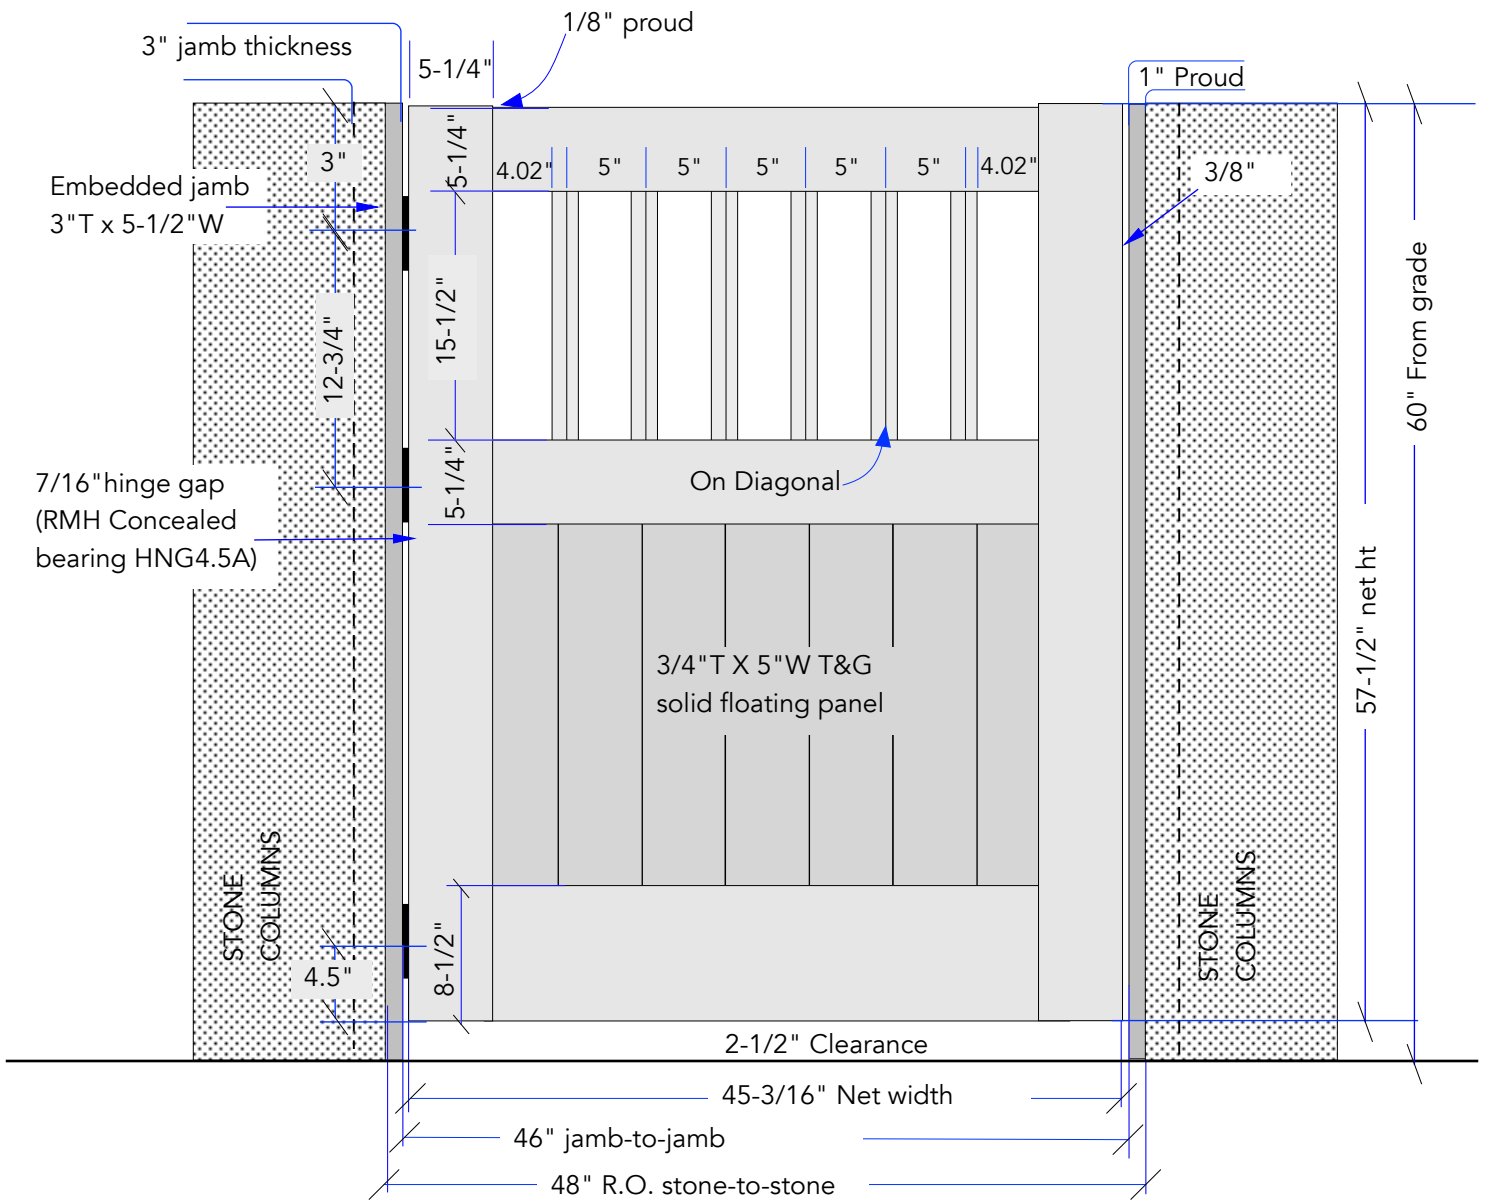 1/8" proud
3" jamb thickness
5-1/4"
1" Proud
5-1/4"
3"
4.02" 5" 5" 5" 5" 5" 4.02"
3/8"
Embedded jamb
3"T x 5-1/2"W
15-1/2"
12-3/4"
60" From grade
5-1/4"
On Diagonal
7/16"hinge gap
(RMH Concealed
bearing HNG4.5A)
57-1/2" net ht
3/4"T X 5"W T&G
solid floating panel
STONE
COLUMNS
STONE
COLUMNS
8-1/2"
4.5"
2-1/2" Clearance
45-3/16" Net width
46" jamb-to-jamb
48" R.O. stone-to-stone